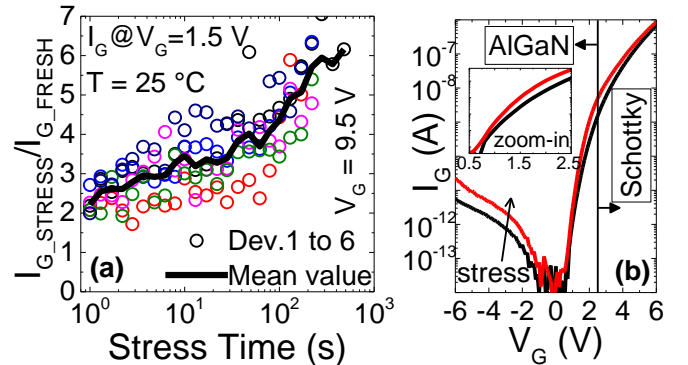 I_G@V_G=1.5 V
T = 25 °C
V_G = 9.5 V
Dev.1 to 6
Mean value
(a)
I_G_STRESS/I_G_FRESH
0
1
2
3
4
5
6
7
10^0
10^1
10^2
10^3
Stress Time (s)
AlGaN
Schottky
zoom-in
0.5
1.5
2.5
stress
(b)
I_G (A)
10^-7
10^-8
10^-12
10^-13
-6
-4
-2
0
2
4
6
V_G (V)